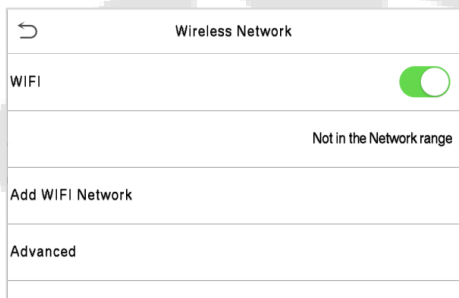 Wireless Network
WIFI
Not in the Network range
Add WIFI Network
Advanced